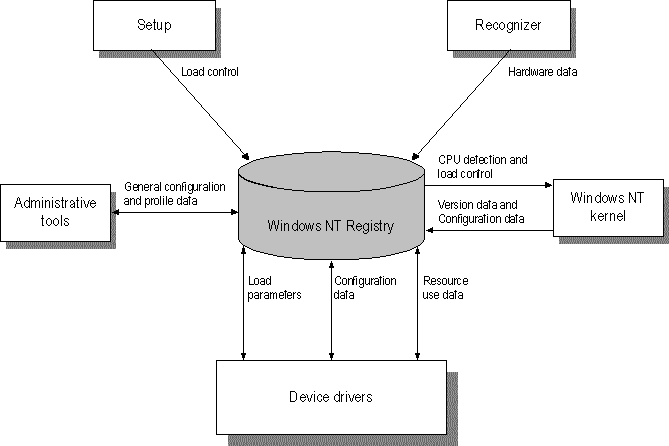 Setup
Recognizer
Load control
Hardware data
CPU detection and
load control
General configuration
and profile data
Administrative
tools
Windows NT Registry
Windows NT
kernel
Version data and
Configuration data
Load
parameters
Configuration
data
Resource
use data
Device drivers